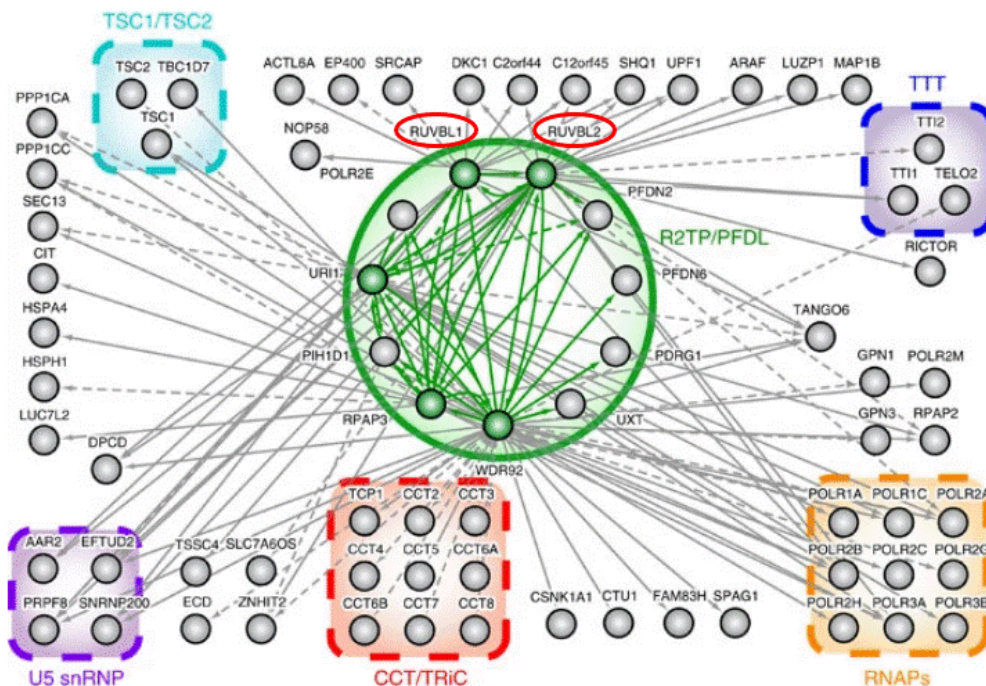 TSC1/TSC2
TSC2 TBC1D7
TSC1
ACTL6A EP400 SRCAP DKC1 C2orf44 C12orf45 SHQ1 UPF1 ARAF LUZP1 MAP1B
TTT
TTI2
TTI1 TELO2
PPP1CA
PPP1CC
SEC13
CIT
HSPA4
HSPH1
LUC7L2
DPCD
NOP58
POLR2E
RUVBL1 RUVBL2
PFDN2
R2TP/PFDL
URI1
PFDN6
PIH1D1
PDRG1
RPAP3
UXT
WDR92
RICTOR
TANGO6
GPN1 POLR2M
GPN3 RPAP2
AAR2 EFTUD2
PRPF8 SNRNP200
U5 snRNP
TSSC4 SLC7A6OS
ECD ZNHIT2
TCP1 CCT2 CCT3
CCT4 CCT5 CCT6A
CCT6B CCT7 CCT8
CCT/TRiC
CSNK1A1 CTU1 FAM83H SPAG1
POLR1A POLR1C POLR2A
POLR2B POLR2C POLR2G
POLR2H POLR3A POLR3B
RNAPs